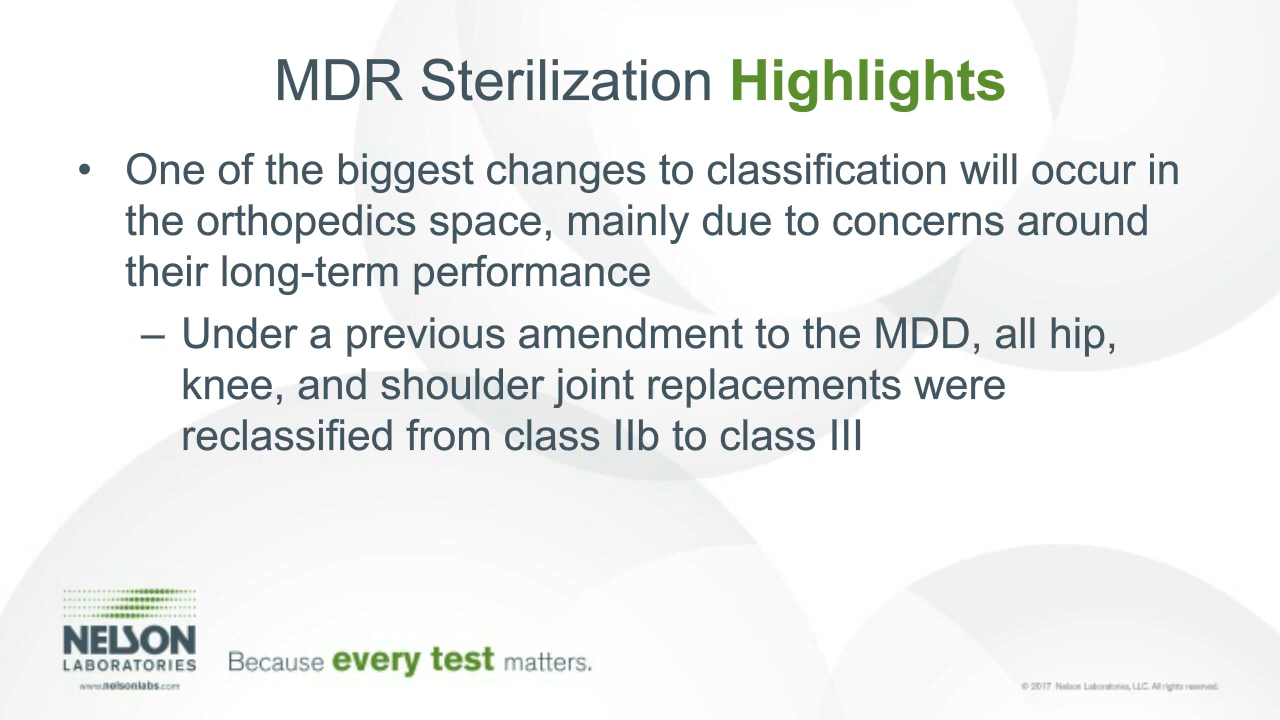 MDR Sterilization Highlights
• One of the biggest changes to classification will occur in
the orthopedics space, mainly due to concerns around
their long-term performance
– Under a previous amendment to the MDD, all hip,
knee, and shoulder joint replacements were
reclassified from class IIb to class III
NELSON
LABORATORIES
www.nelsonlabs.com
Because every test matters.
© 2017 Nelson Laboratories, LLC. All rights reserved.